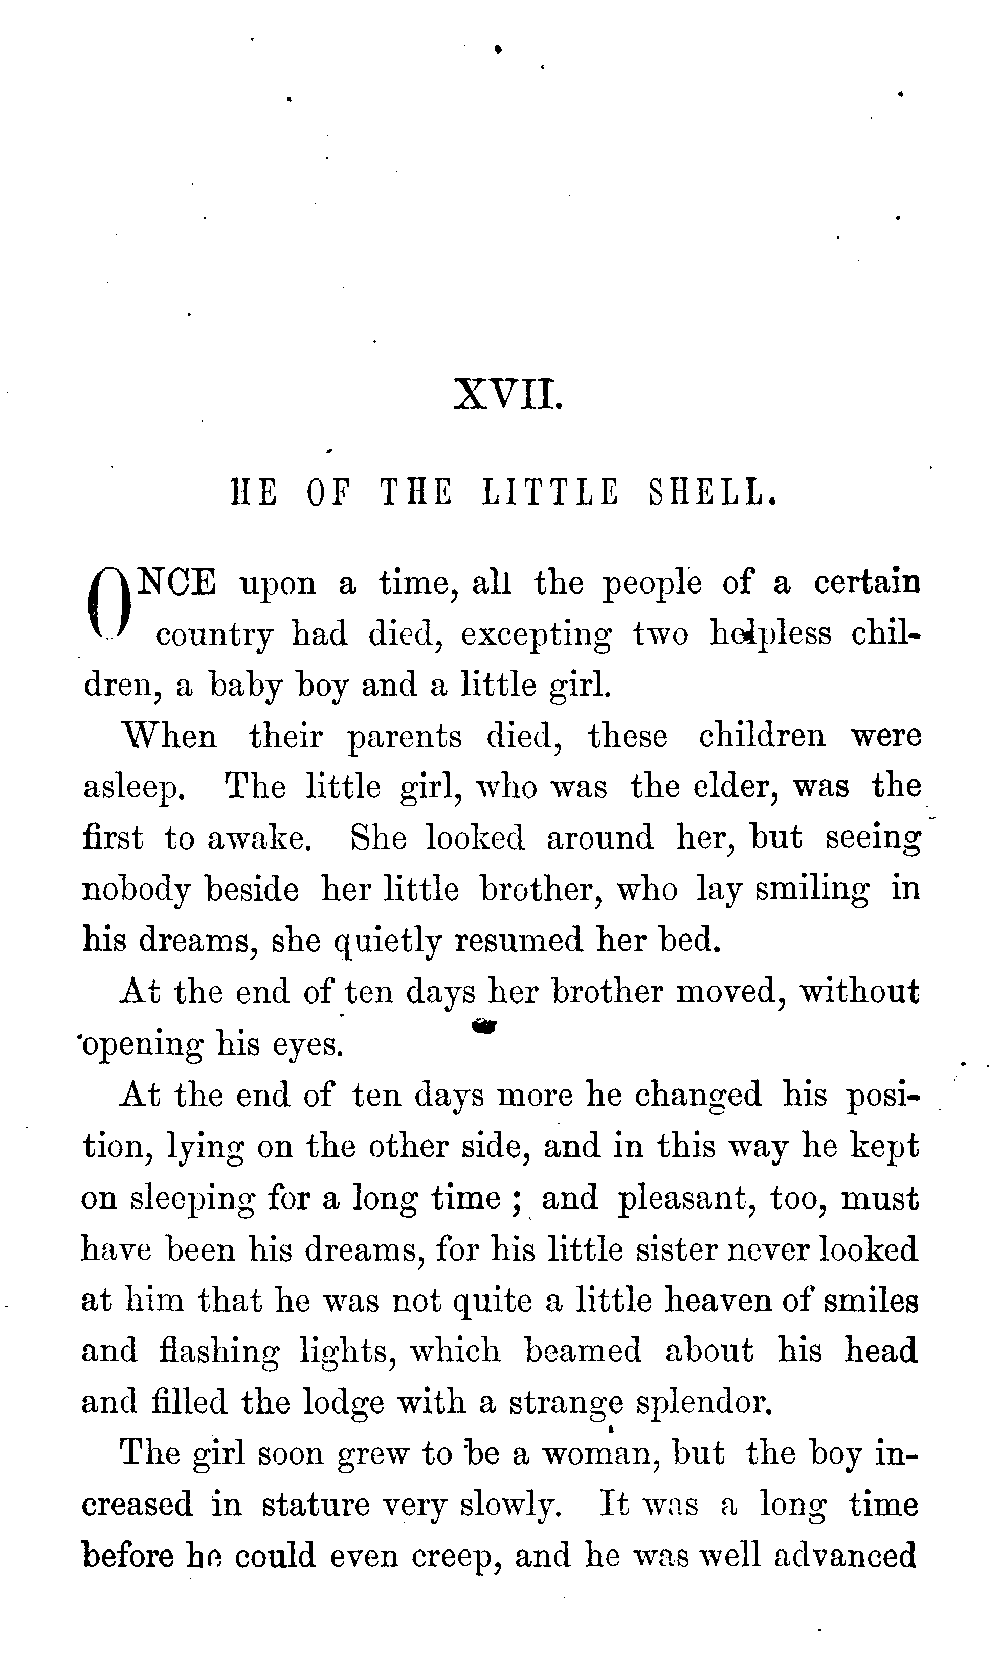 XVII.
HE OF THE LITTLE SHELL.
ONCE upon a time, all the people of a certain
country had died, excepting two helpless chil-
dren, a baby boy and a little girl.
When their parents died, these children were
asleep. The little girl, who was the elder, was the
first to awake. She looked around her, but seeing
nobody beside her little brother, who lay smiling in
his dreams, she quietly resumed her bed.
At the end of ten days her brother moved, without
opening his eyes.
At the end of ten days more he changed his posi-
tion, lying on the other side, and in this way he kept
on sleeping for a long time ; and pleasant, too, must
have been his dreams, for his little sister never looked
at him that he was not quite a little heaven of smiles
and flashing lights, which beamed about his head
and filled the lodge with a strange splendor.
The girl soon grew to be a woman, but the boy in-
creased in stature very slowly. It was a long time
before he could even creep, and he was well advanced